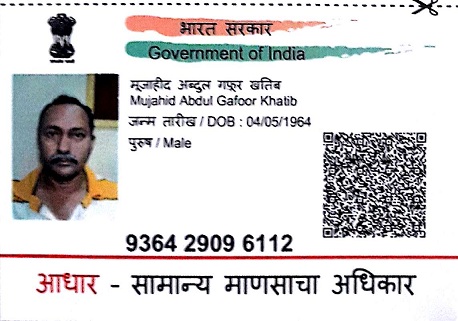 भारत सरकार
Government of India
मूजाहीद अब्दुल गफूर खतिब
Mujahid Abdul Gafoor Khatib
जन्म तारीख / DOB : 04/05/1964
पुरुष / Male
9364 2909 6112
आधार - सामान्य माणसाचा अधिकार